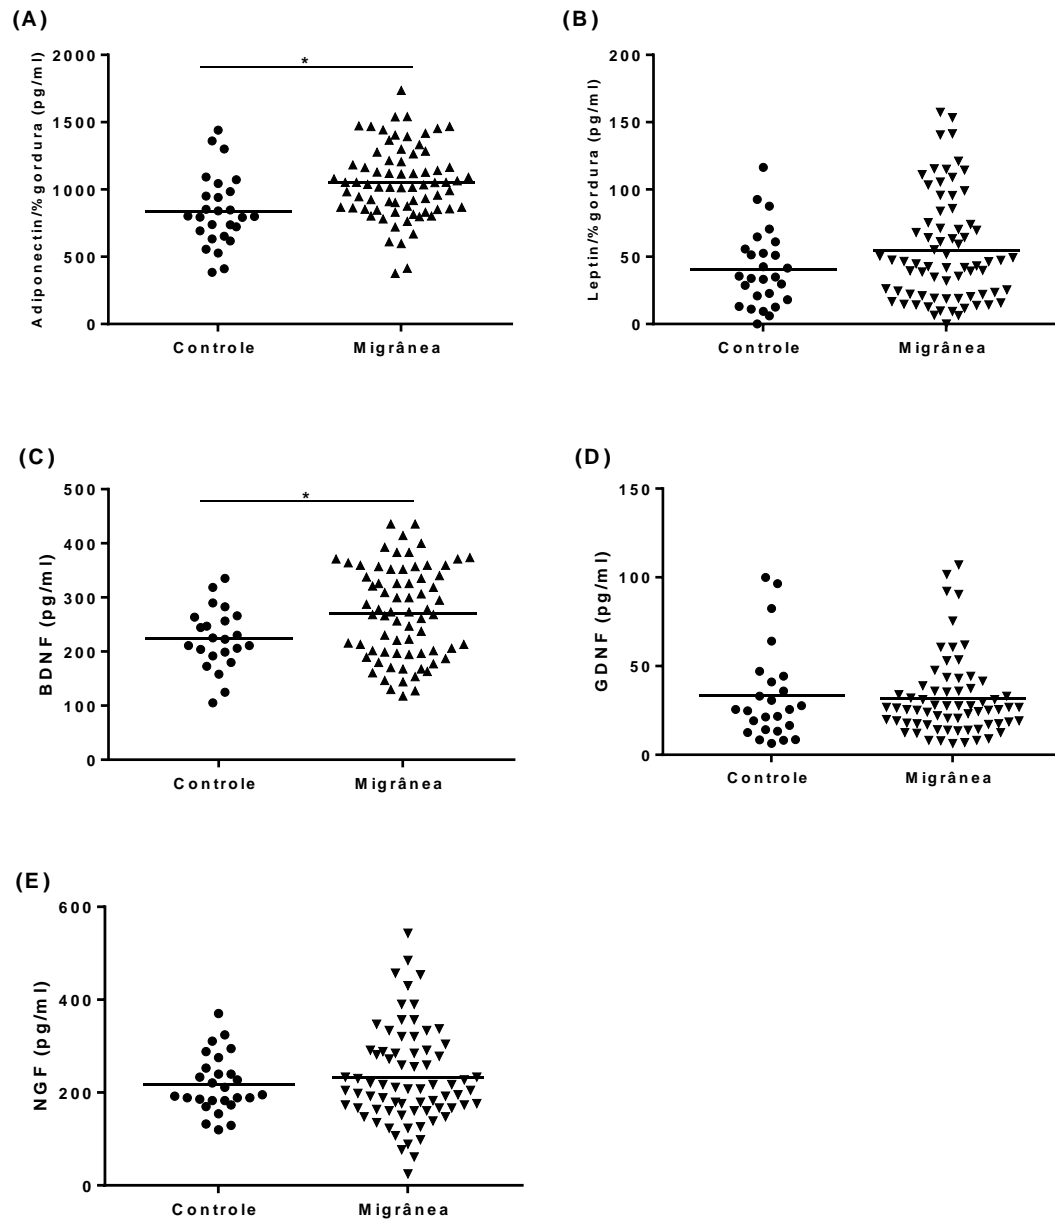 (A)
Adiponectin/%gordura (pg/ml)
2000
1500
1000
500
0
*
Controle
Migrânea
(B)
Leptin/%gordura (pg/ml)
200
150
100
50
0
Controle
Migrânea
(C)
BDNF (pg/ml)
500
400
300
200
100
0
*
Controle
Migrânea
(D)
GDNF (pg/ml)
150
100
50
0
Controle
Migrânea
(E)
NGF (pg/ml)
600
400
200
0
Controle
Migrânea